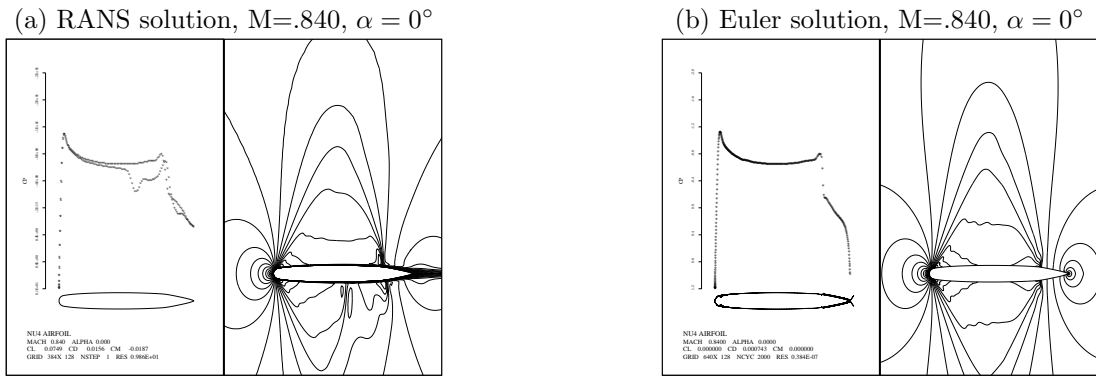 (a) RANS solution, M=.840, α = 0°
(b) Euler solution, M=.840, α = 0°
CP
NU4 AIRFOIL
MACH 0.840 ALPHA 0.000
CL 0.0749 CD 0.0156 CM -0.0187
GRID 384X 128 NSTEP 1 RES 0.986E+01
CP
NU4 AIRFOIL
MACH 0.8400 ALPHA 0.0000
CL 0.000000 CD 0.000743 CM 0.000000
GRID 640X 128 NCYC 2000 RES 0.384E-07